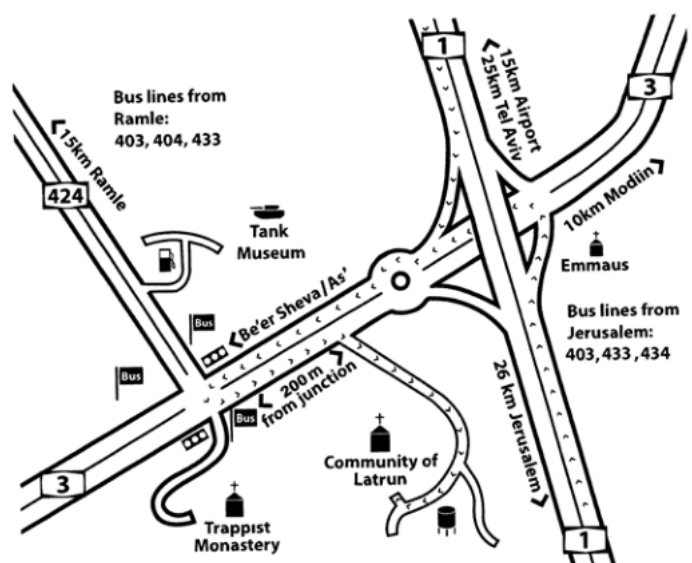 1
15km Airport
25km Tel Aviv
3
Bus lines from
Ramle:
403, 404, 433
15km Ramle
424
Tank
Museum
10km Modiin
Emmaus
Be'er Sheva/As'
Bus lines from
Jerusalem:
403, 433, 434
Bus
Bus
Bus
200 m
from junction
26 km Jerusalem
Community of
Latrun
3
Trappist
Monastery
1